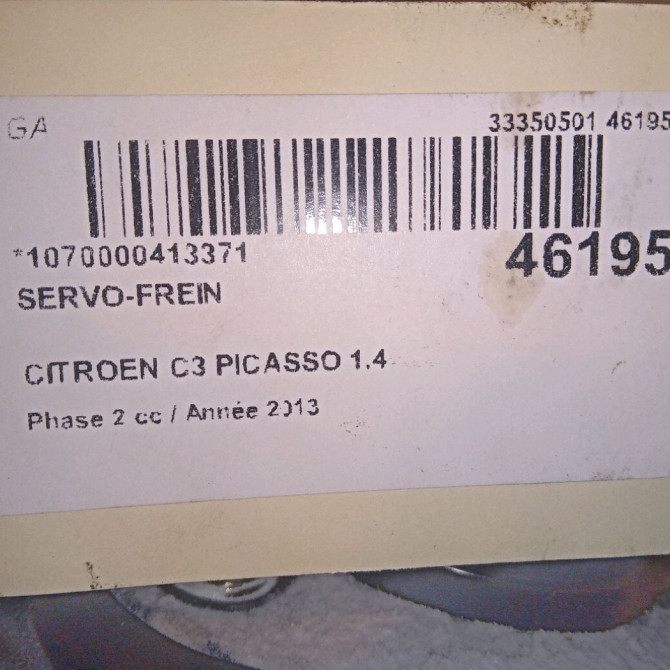 GA
33350501 46195
*1070000413371
46195
SERVO-FREIN
CITROEN C3 PICASSO 1.4
Phase 2 cc / Année 2013